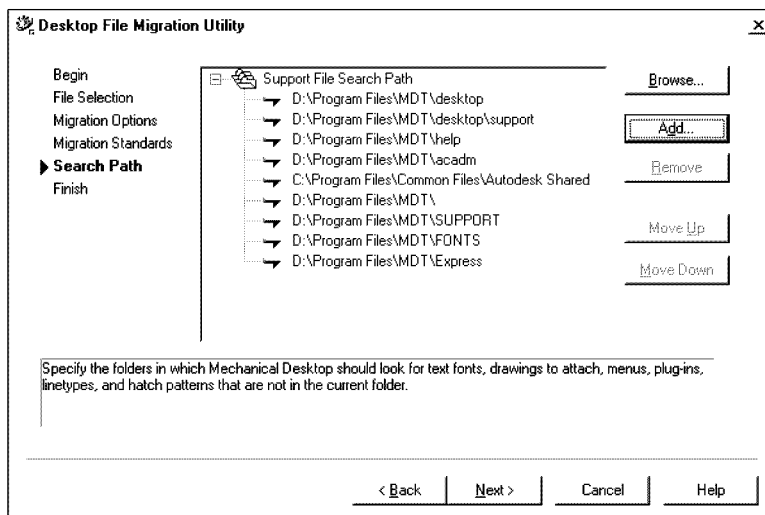 Desktop File Migration Utility
Begin
File Selection
Migration Options
Migration Standards
Search Path
Finish
Support File Search Path
D:\Program Files\MDT\desktop
D:\Program Files\MDT\desktop\support
D:\Program Files\MDT\help
D:\Program Files\MDT\acadm
C:\Program Files\Common Files\Autodesk Shared
D:\Program Files\MDT\
D:\Program Files\MDT\SUPPORT
D:\Program Files\MDT\FONTS
D:\Program Files\MDT\Express
Browse...
Add...
Remove
Move Up
Move Down
Specify the folders in which Mechanical Desktop should look for text fonts, drawings to attach, menus, plug-ins,
linetypes, and hatch patterns that are not in the current folder.
< Back
Next >
Cancel
Help